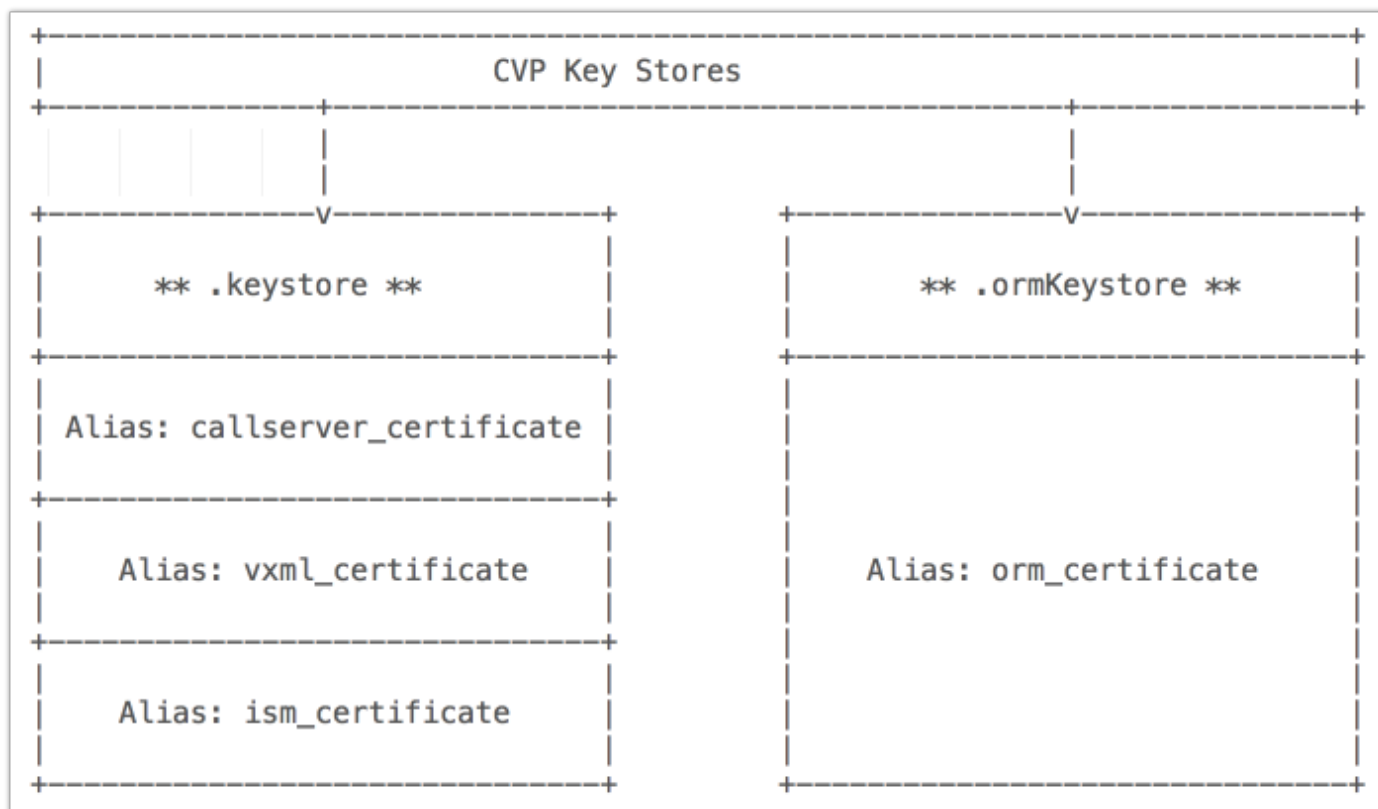 CVP Key Stores
** .keystore **
** .ormKeystore **
Alias: callserver_certificate
Alias: vxml_certificate
Alias: orm_certificate
Alias: ism_certificate